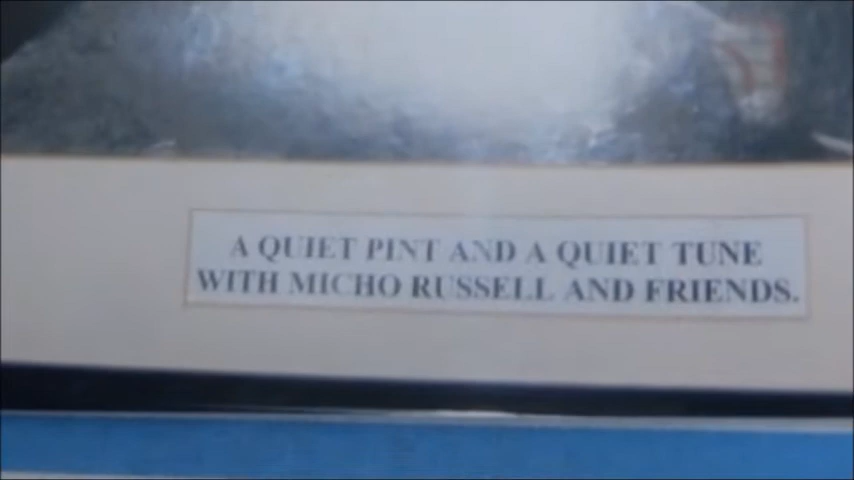 A QUIET PINT AND A QUIET TUNE
WITH MICHO RUSSELL AND FRIENDS.